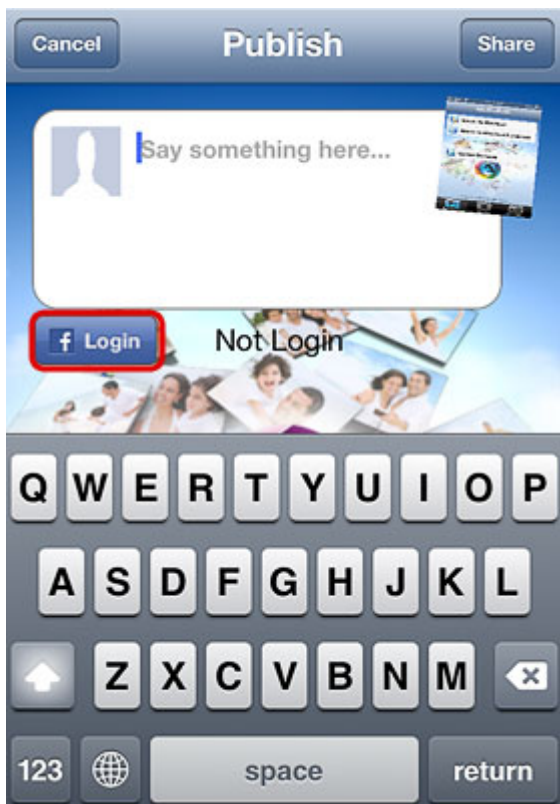 Cancel Publish Share
Say something here...
f Login Not Login
Q W E R T Y U I O P
A S D F G H J K L
Z X C V B N M
123 space return